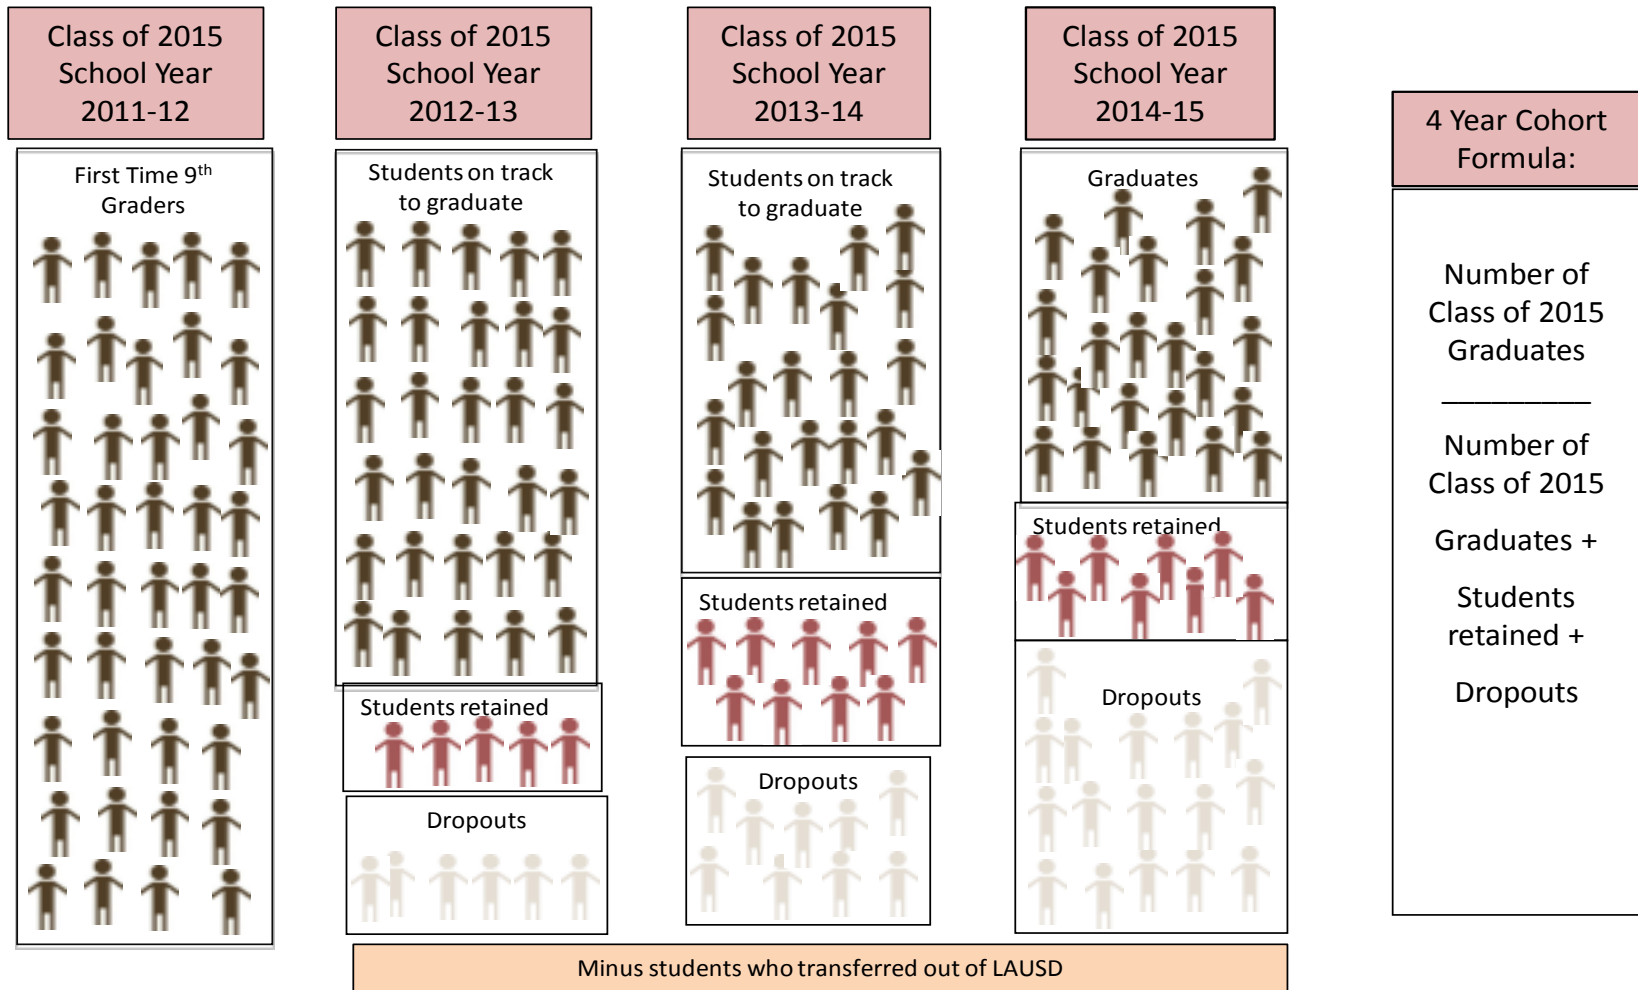 Class of 2015
School Year
2011-12
First Time 9th
Graders
Class of 2015
School Year
2012-13
Students on track
to graduate
Students retained
Dropouts
Class of 2015
School Year
2013-14
Students on track
to graduate
Students retained
Dropouts
Class of 2015
School Year
2014-15
Graduates
Students retained
Dropouts
4 Year Cohort
Formula:
Number of
Class of 2015
Graduates
__________
Number of
Class of 2015
Graduates +
Students
retained +
Dropouts
Minus students who transferred out of LAUSD